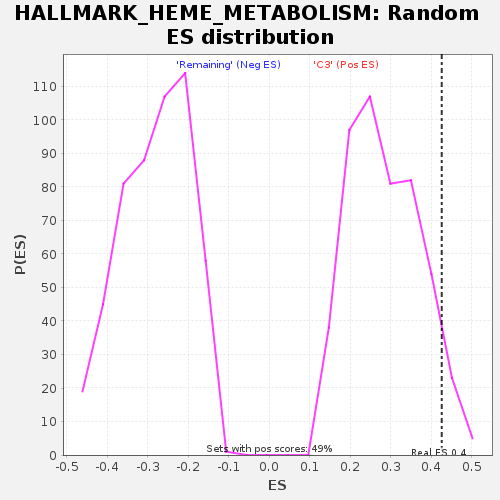 HALLMARK_HEME_METABOLISM: Random
ES distribution
'Remaining' (Neg ES)
'C3' (Pos ES)
P(ES)
110
100
90
80
70
60
50
40
30
20
10
0
Sets with pos scores: 49%
Real ES 0.4
-0.5 -0.4 -0.3 -0.2 -0.1 0.0 0.1 0.2 0.3 0.4 0.5
ES